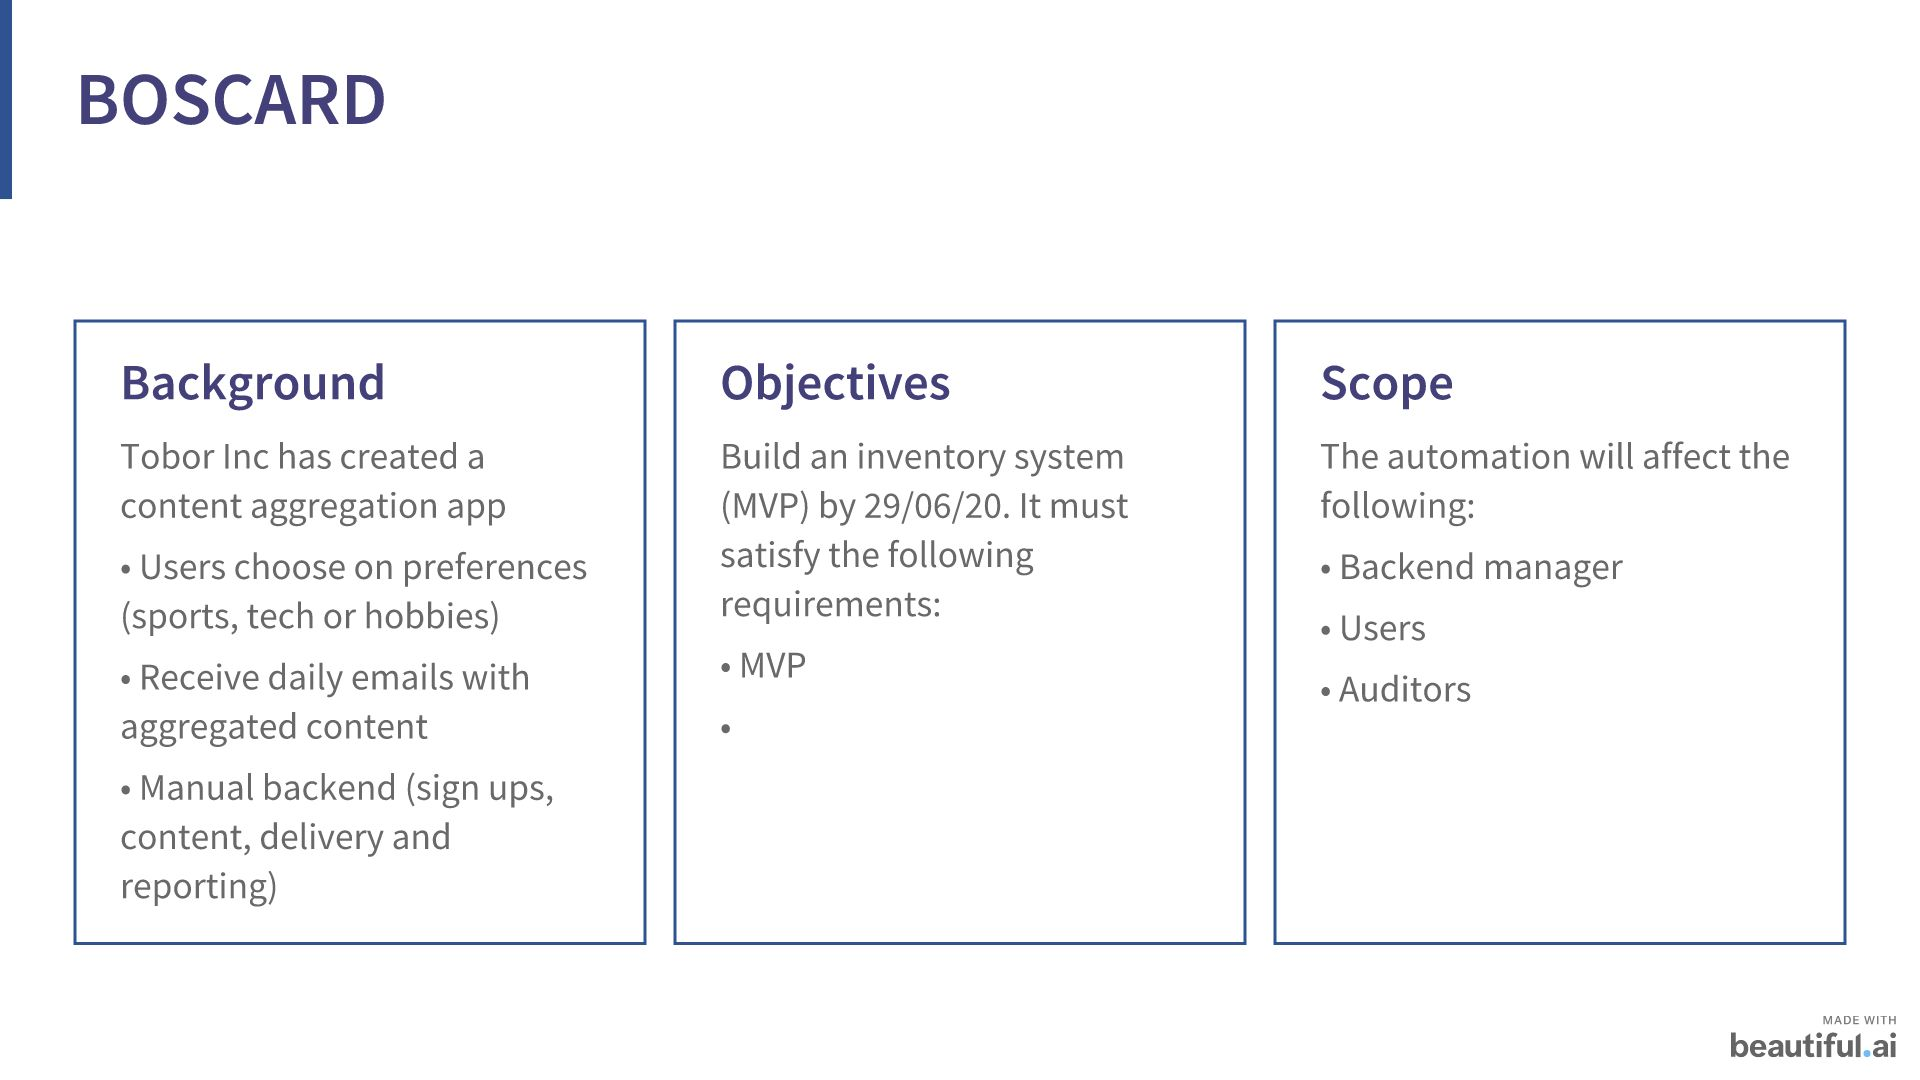 BOSCARD
Background
Tobor Inc has created a
content aggregation app
• Users choose on preferences
(sports, tech or hobbies)
• Receive daily emails with
aggregated content
• Manual backend (sign ups,
content, delivery and
reporting)
Objectives
Build an inventory system
(MVP) by 29/06/20. It must
satisfy the following
requirements:
• MVP
•
Scope
The automation will affect the
following:
• Backend manager
• Users
• Auditors
MADE WITH
beautiful.ai